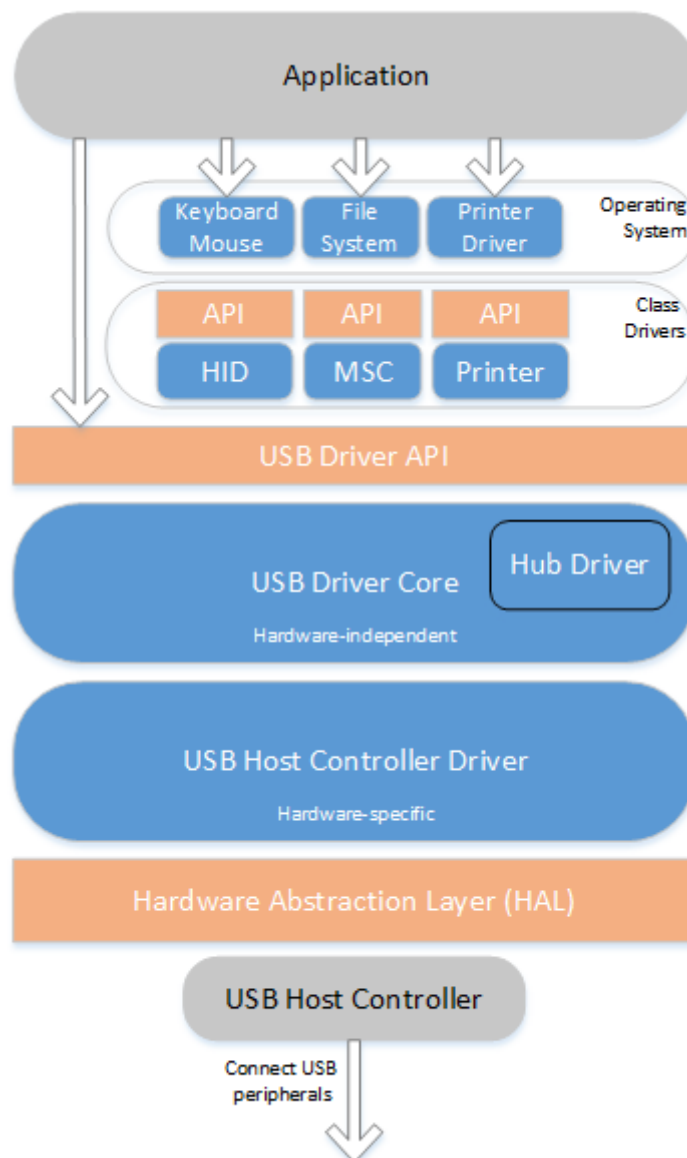 Application
Keyboard
Mouse
File
System
Printer
Driver
Operating
System
API
API
API
Class
Drivers
HID
MSC
Printer
USB Driver API
Hub Driver
USB Driver Core
Hardware-independent
USB Host Controller Driver
Hardware-specific
Hardware Abstraction Layer (HAL)
USB Host Controller
Connect USB
peripherals